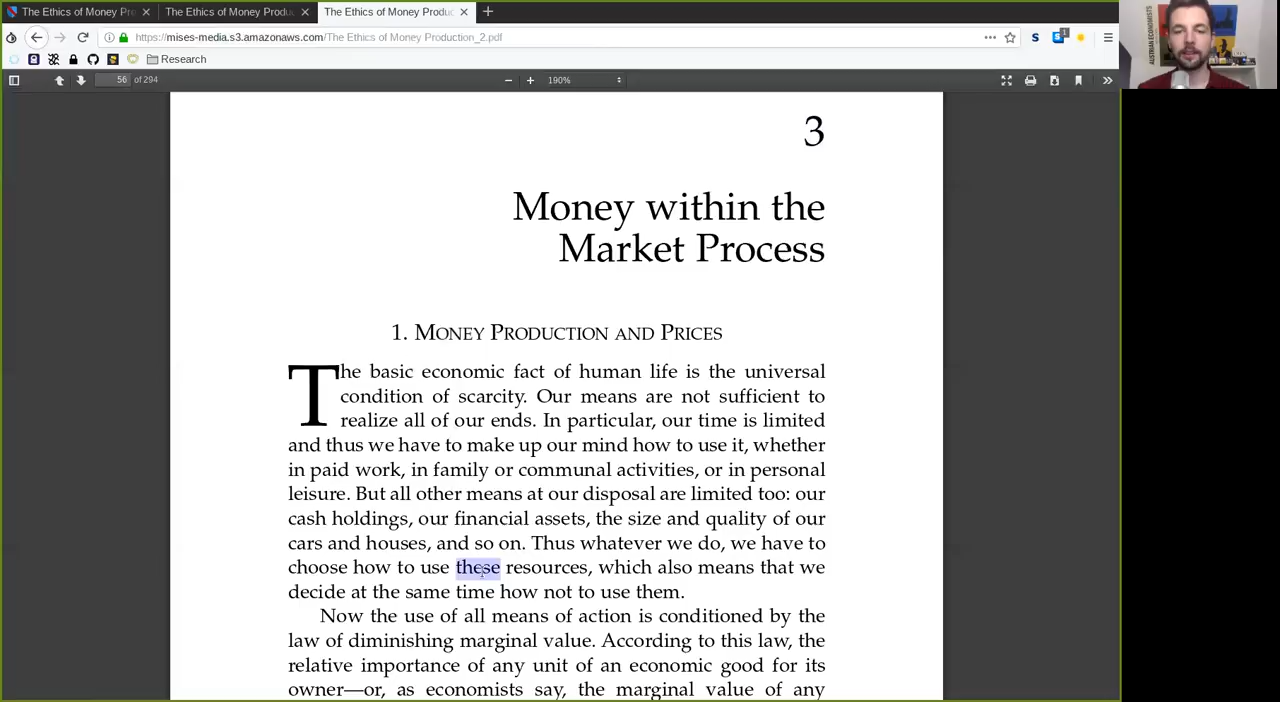 The Ethics of Money Pre
The Ethics of Money Produ
The Ethics of Money Produc
https://mises-media.s3.amazonaws.com/The Ethics of Money Production_2.pdf
S
S
1
Research
56 of 294
190%
AUSTRIAN ECONOMISTS
3
Money within the
Market Process
1. MONEY PRODUCTION AND PRICES
The basic economic fact of human life is the universal
condition of scarcity. Our means are not sufficient to
realize all of our ends. In particular, our time is limited
and thus we have to make up our mind how to use it, whether
in paid work, in family or communal activities, or in personal
leisure. But all other means at our disposal are limited too: our
cash holdings, our financial assets, the size and quality of our
cars and houses, and so on. Thus whatever we do, we have to
choose how to use these resources, which also means that we
decide at the same time how not to use them.
Now the use of all means of action is conditioned by the
law of diminishing marginal value. According to this law, the
relative importance of any unit of an economic good for its
owner—or, as economists say, the marginal value of any